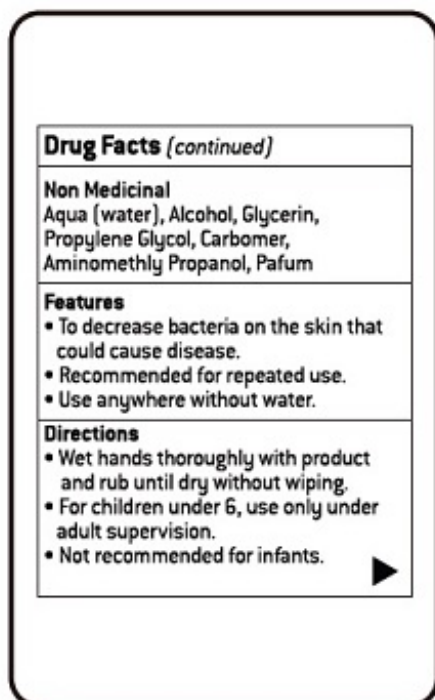 Drug Facts (continued)
Non Medicinal
Aqua (water), Alcohol, Glycerin,
Propylene Glycol, Carbomer,
Aminomethly Propanol, Pafum
Features
• To decrease bacteria on the skin that
could cause disease.
• Recommended for repeated use.
• Use anywhere without water.
Directions
• Wet hands thoroughly with product
and rub until dry without wiping.
• For children under 6, use only under
adult supervision.
• Not recommended for infants.